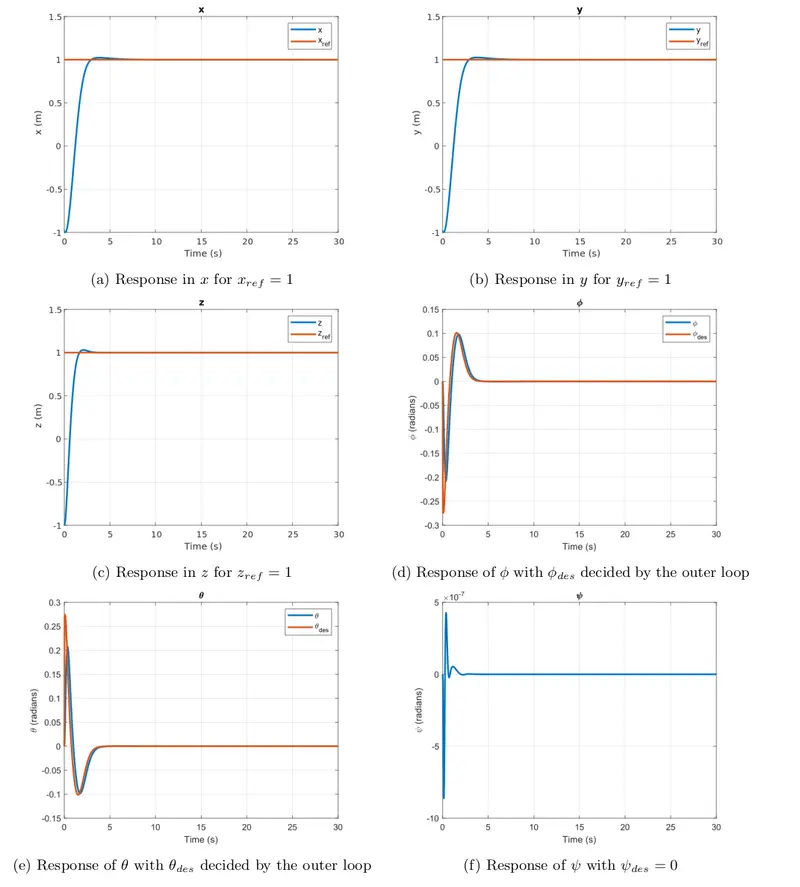 x
1.5
1
0.5
0
-0.5
-1
x (m)
0 5 10 15 20 25 30
Time (s)
x
x_ref
(a) Response in x for x_ref = 1
y
1.5
1
0.5
0
-0.5
-1
y (m)
0 5 10 15 20 25 30
Time (s)
y
y_ref
(b) Response in y for y_ref = 1
z
1.5
1
0.5
0
-0.5
-1
z (m)
0 5 10 15 20 25 30
Time (s)
z
z_ref
(c) Response in z for z_ref = 1
ϕ
0.15
0.1
0.05
0
-0.05
-0.1
-0.15
-0.2
-0.25
-0.3
ϕ (radians)
0 5 10 15 20 25 30
Time (s)
ϕ
ϕ_des
(d) Response of ϕ with ϕ_des decided by the outer loop
θ
0.3
0.25
0.2
0.15
0.1
0.05
0
-0.05
-0.1
-0.15
θ (radians)
0 5 10 15 20 25 30
Time (s)
θ
θ_des
(e) Response of θ with θ_des decided by the outer loop
ψ
×10^-7
5
0
-5
-10
ψ (radians)
0 5 10 15 20 25 30
Time (s)
(f) Response of ψ with ψ_des = 0